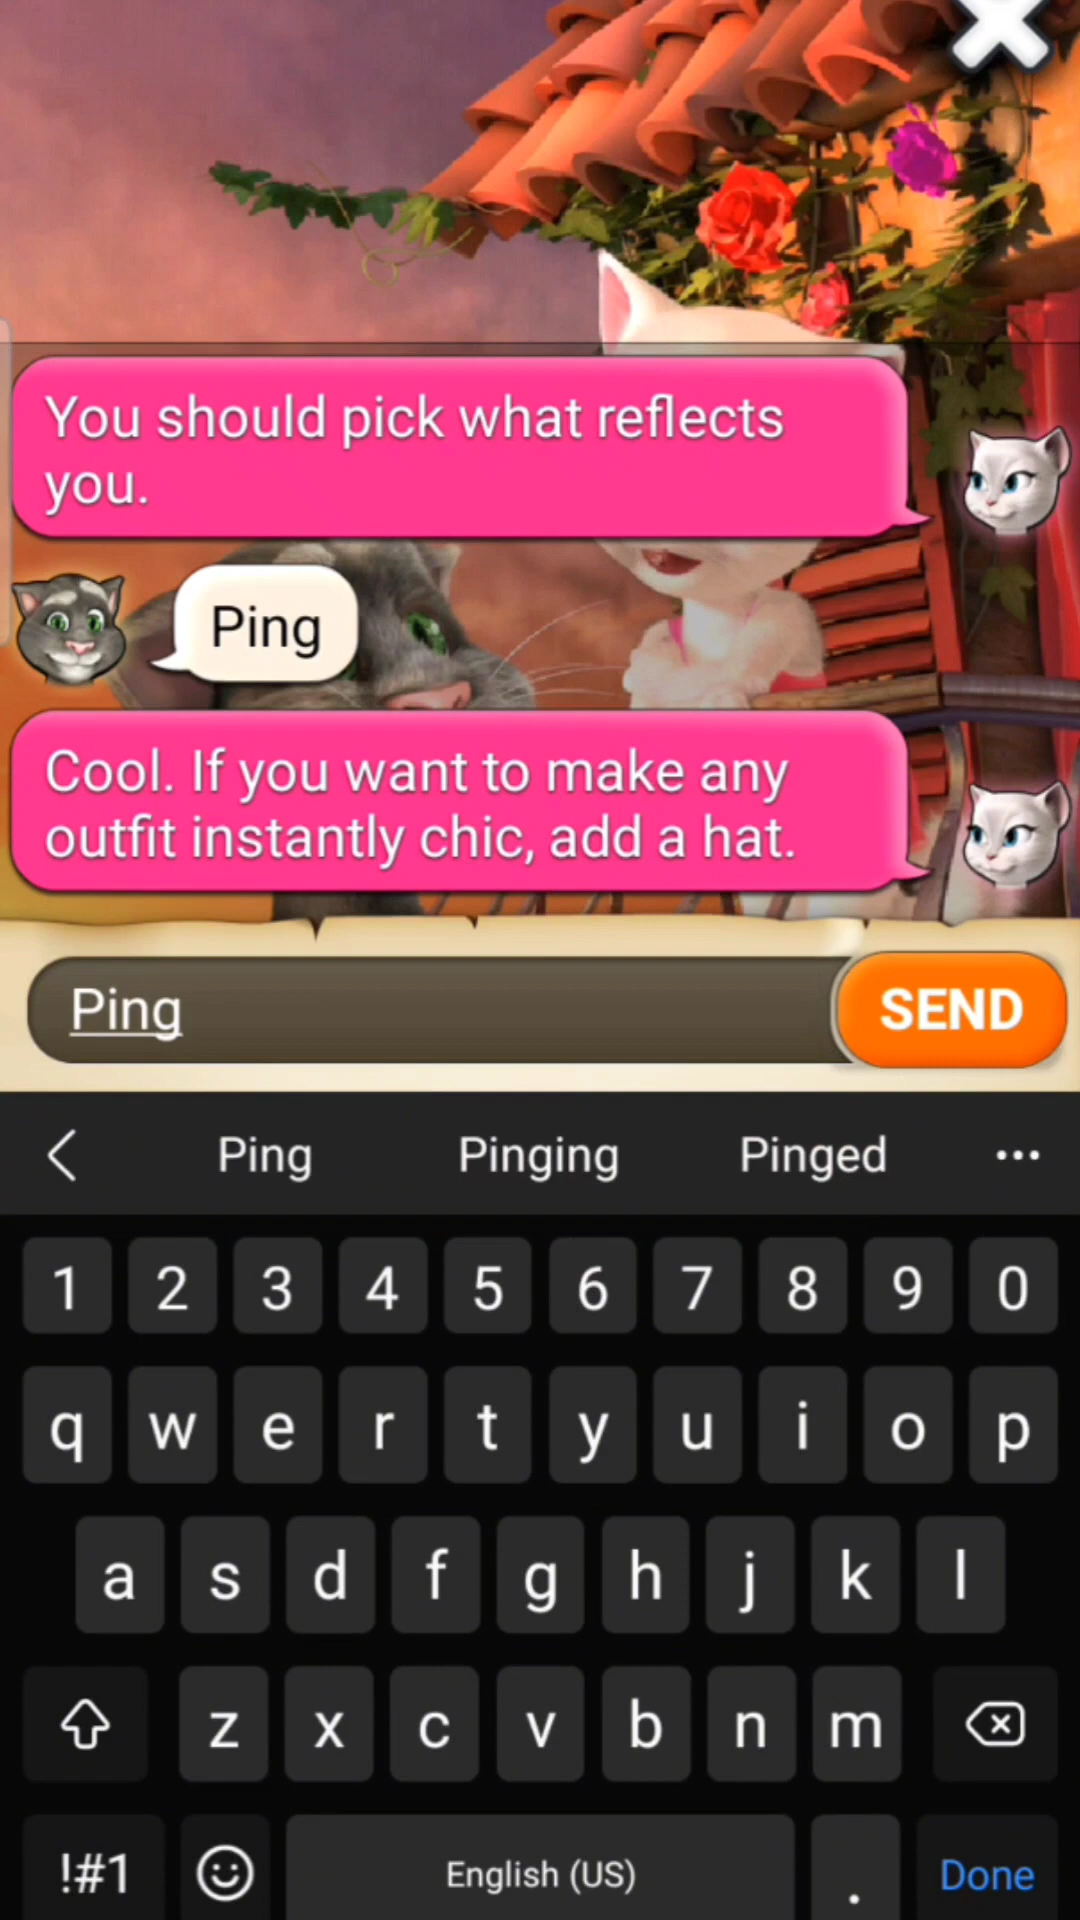 You should pick what reflects
you.
Ping
Cool. If you want to make any
outfit instantly chic, add a hat.
Ping
SEND
Ping Pinging Pinged
1 2 3 4 5 6 7 8 9 0
q w e r t y u i o p
a s d f g h j k l
z x c v b n m
!#1 English (US) . Done